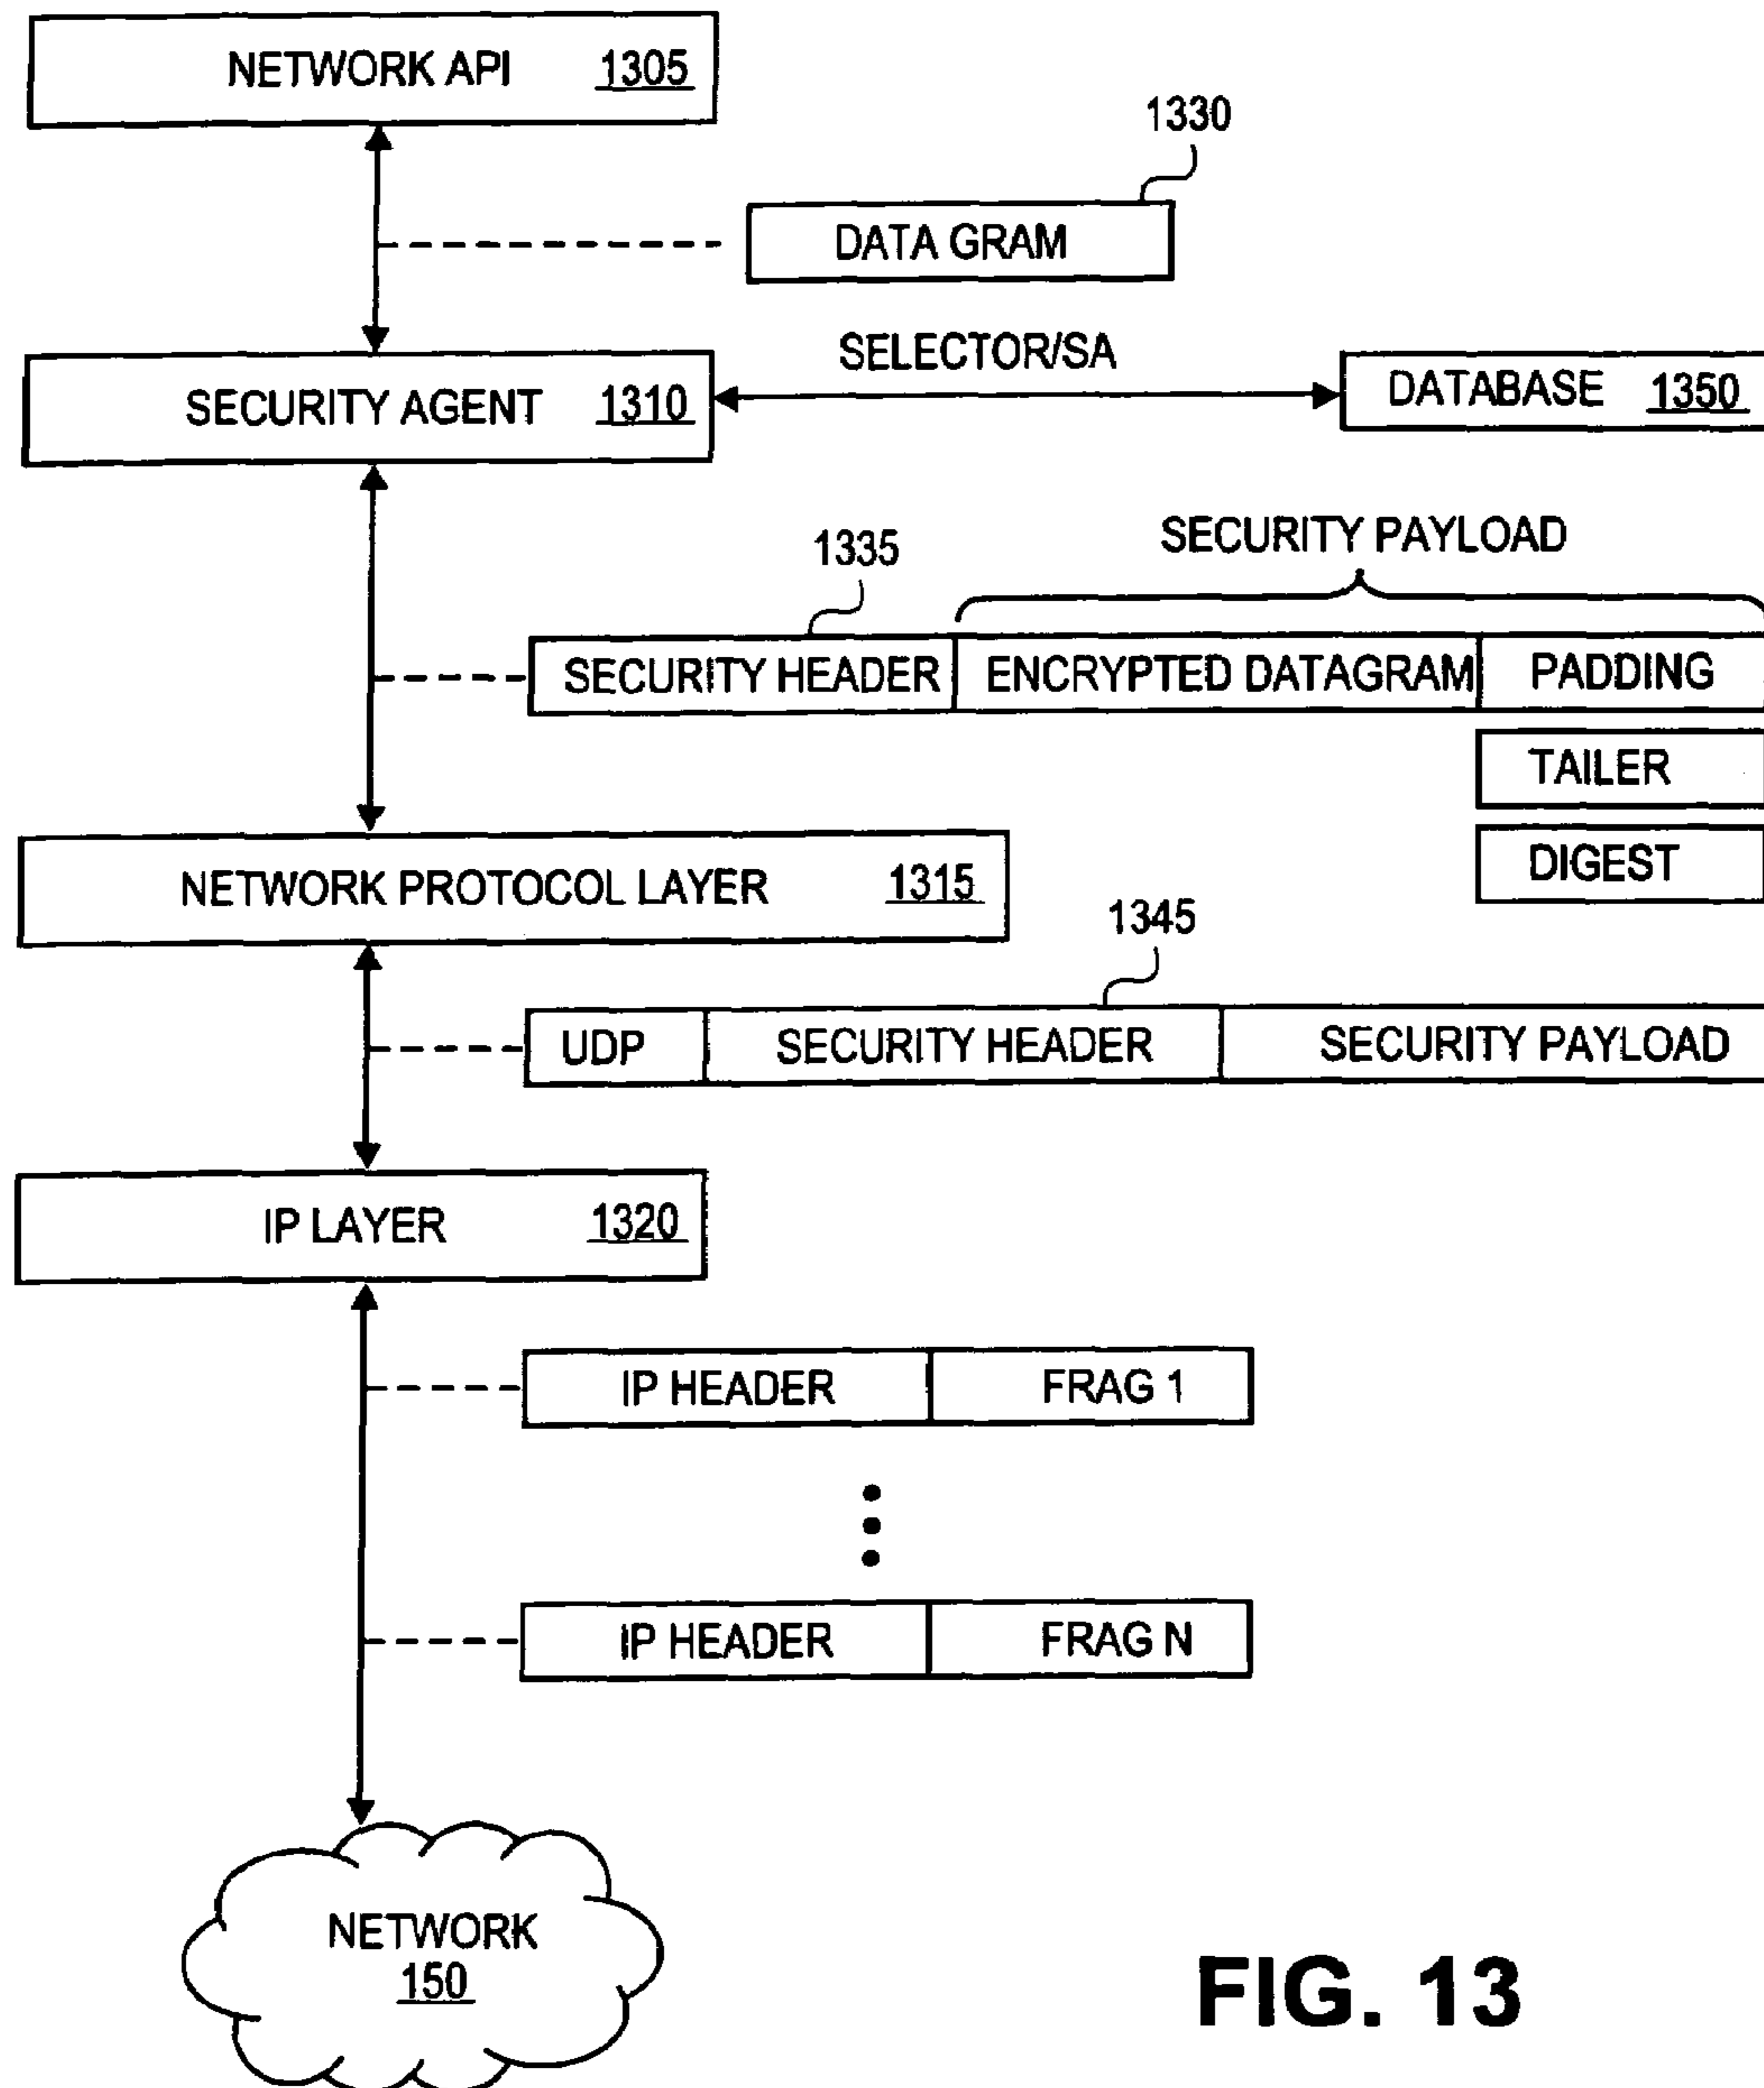 NETWORK API 1305
1330
DATA GRAM
SELECTOR/SA
SECURITY AGENT 1310
DATABASE 1350
SECURITY PAYLOAD
1335
SECURITY HEADER ENCRYPTED DATAGRAM PADDING
TAILER
DIGEST
NETWORK PROTOCOL LAYER 1315
1345
UDP SECURITY HEADER SECURITY PAYLOAD
IP LAYER 1320
IP HEADER FRAG 1
IP HEADER FRAG N
NETWORK
150
FIG. 13